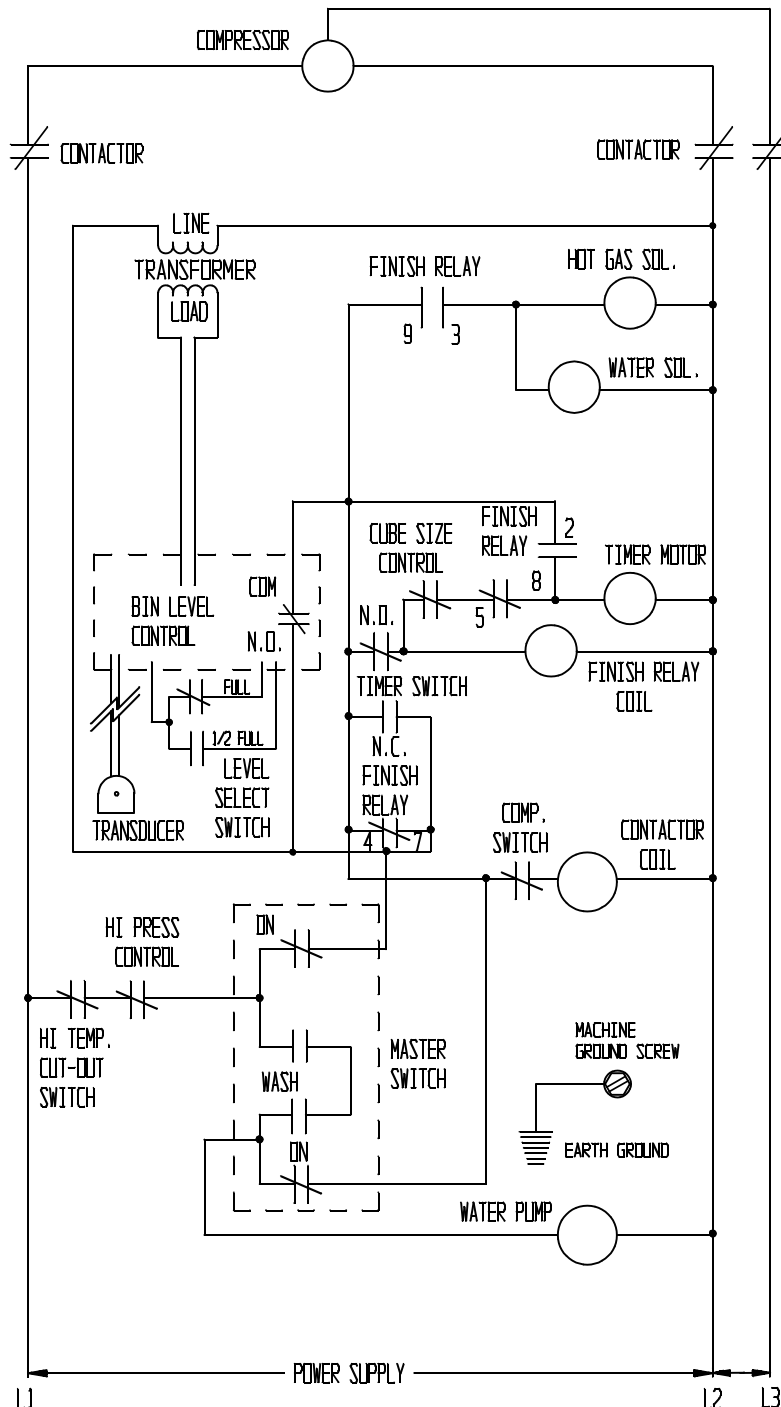 COMPRESSOR
CONTACTOR
CONTACTOR
LINE
TRANSFORMER
LOAD
FINISH RELAY
9 3
HOT GAS SOL.
WATER SOL.
CUBE SIZE
CONTROL
FINISH
RELAY
2
8
5
TIMER MOTOR
BIN LEVEL
CONTROL
COM
N.O.
N.O.
TIMER SWITCH
FINISH RELAY
COIL
FULL
1/2 FULL
LEVEL
SELECT
SWITCH
TRANSDUCER
N.C.
FINISH
RELAY
4 7
COMP.
SWITCH
CONTACTOR
COIL
HI PRESS
CONTROL
ON
HI TEMP.
CUT-OUT
SWITCH
WASH
ON
MASTER
SWITCH
MACHINE
GROUND SCREW
EARTH GROUND
WATER PUMP
POWER SUPPLY
L1 L2 L3